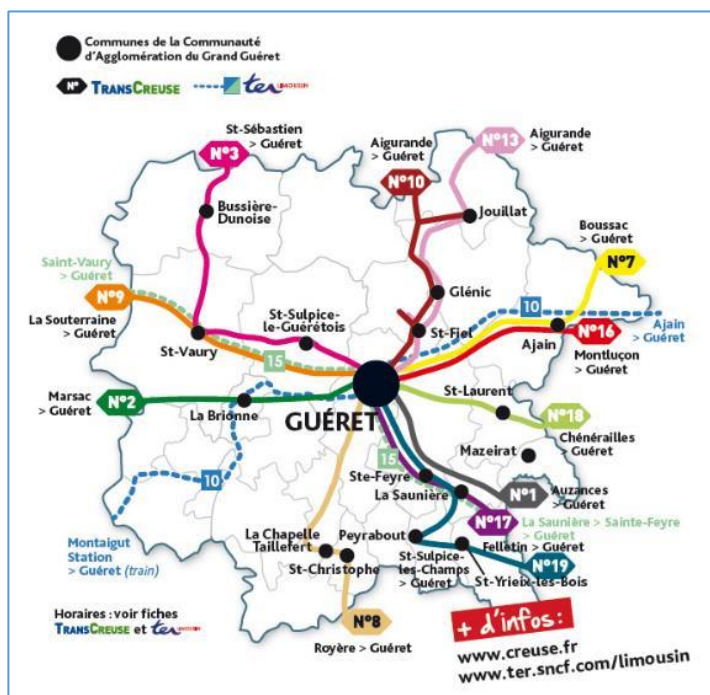 Communes de la Communauté
d'Agglomération du Grand Guéret
N° TRANSCREUSE ter LIMOUSIN
St-Sébastien
> Guéret
N°3
Aigurande
> Guéret
N°10
N°13
Aigurande
> Guéret
Bussière-
Dunoise
Jouillat
Boussac
> Guéret
N°7
Saint-Vaury
> Guéret
N°9
La Souterraine
> Guéret
St-Sulpice-
le-Guérétois
Glénic
St-Vaury
15
St-Fiel
10
Ajain
Ajain
> Guéret
N°16
Montluçon
> Guéret
Marsac
> Guéret
N°2
La Brionne
GUÉRET
St-Laurent
N°18
Chénérailles
> Guéret
Mazeirat
15
Ste-Feyre
La Saunière
10
N°1
Auzances
> Guéret
N°17
La Saunière > Sainte-Feyre
> Guéret
Montaigut
Station
> Guéret (train)
La Chapelle
Taillefert
St-Christophe
Peyrabout
St-Sulpice-
les-Champs
> Guéret
Felletin > Guéret
N°19
St-Yrieix-les-Bois
Horaires : voir fiches
TRANSCREUSE et ter LIMOUSIN
N°8
Royère > Guéret
+ d'infos :
www.creuse.fr
www.ter.sncf.com/limousin